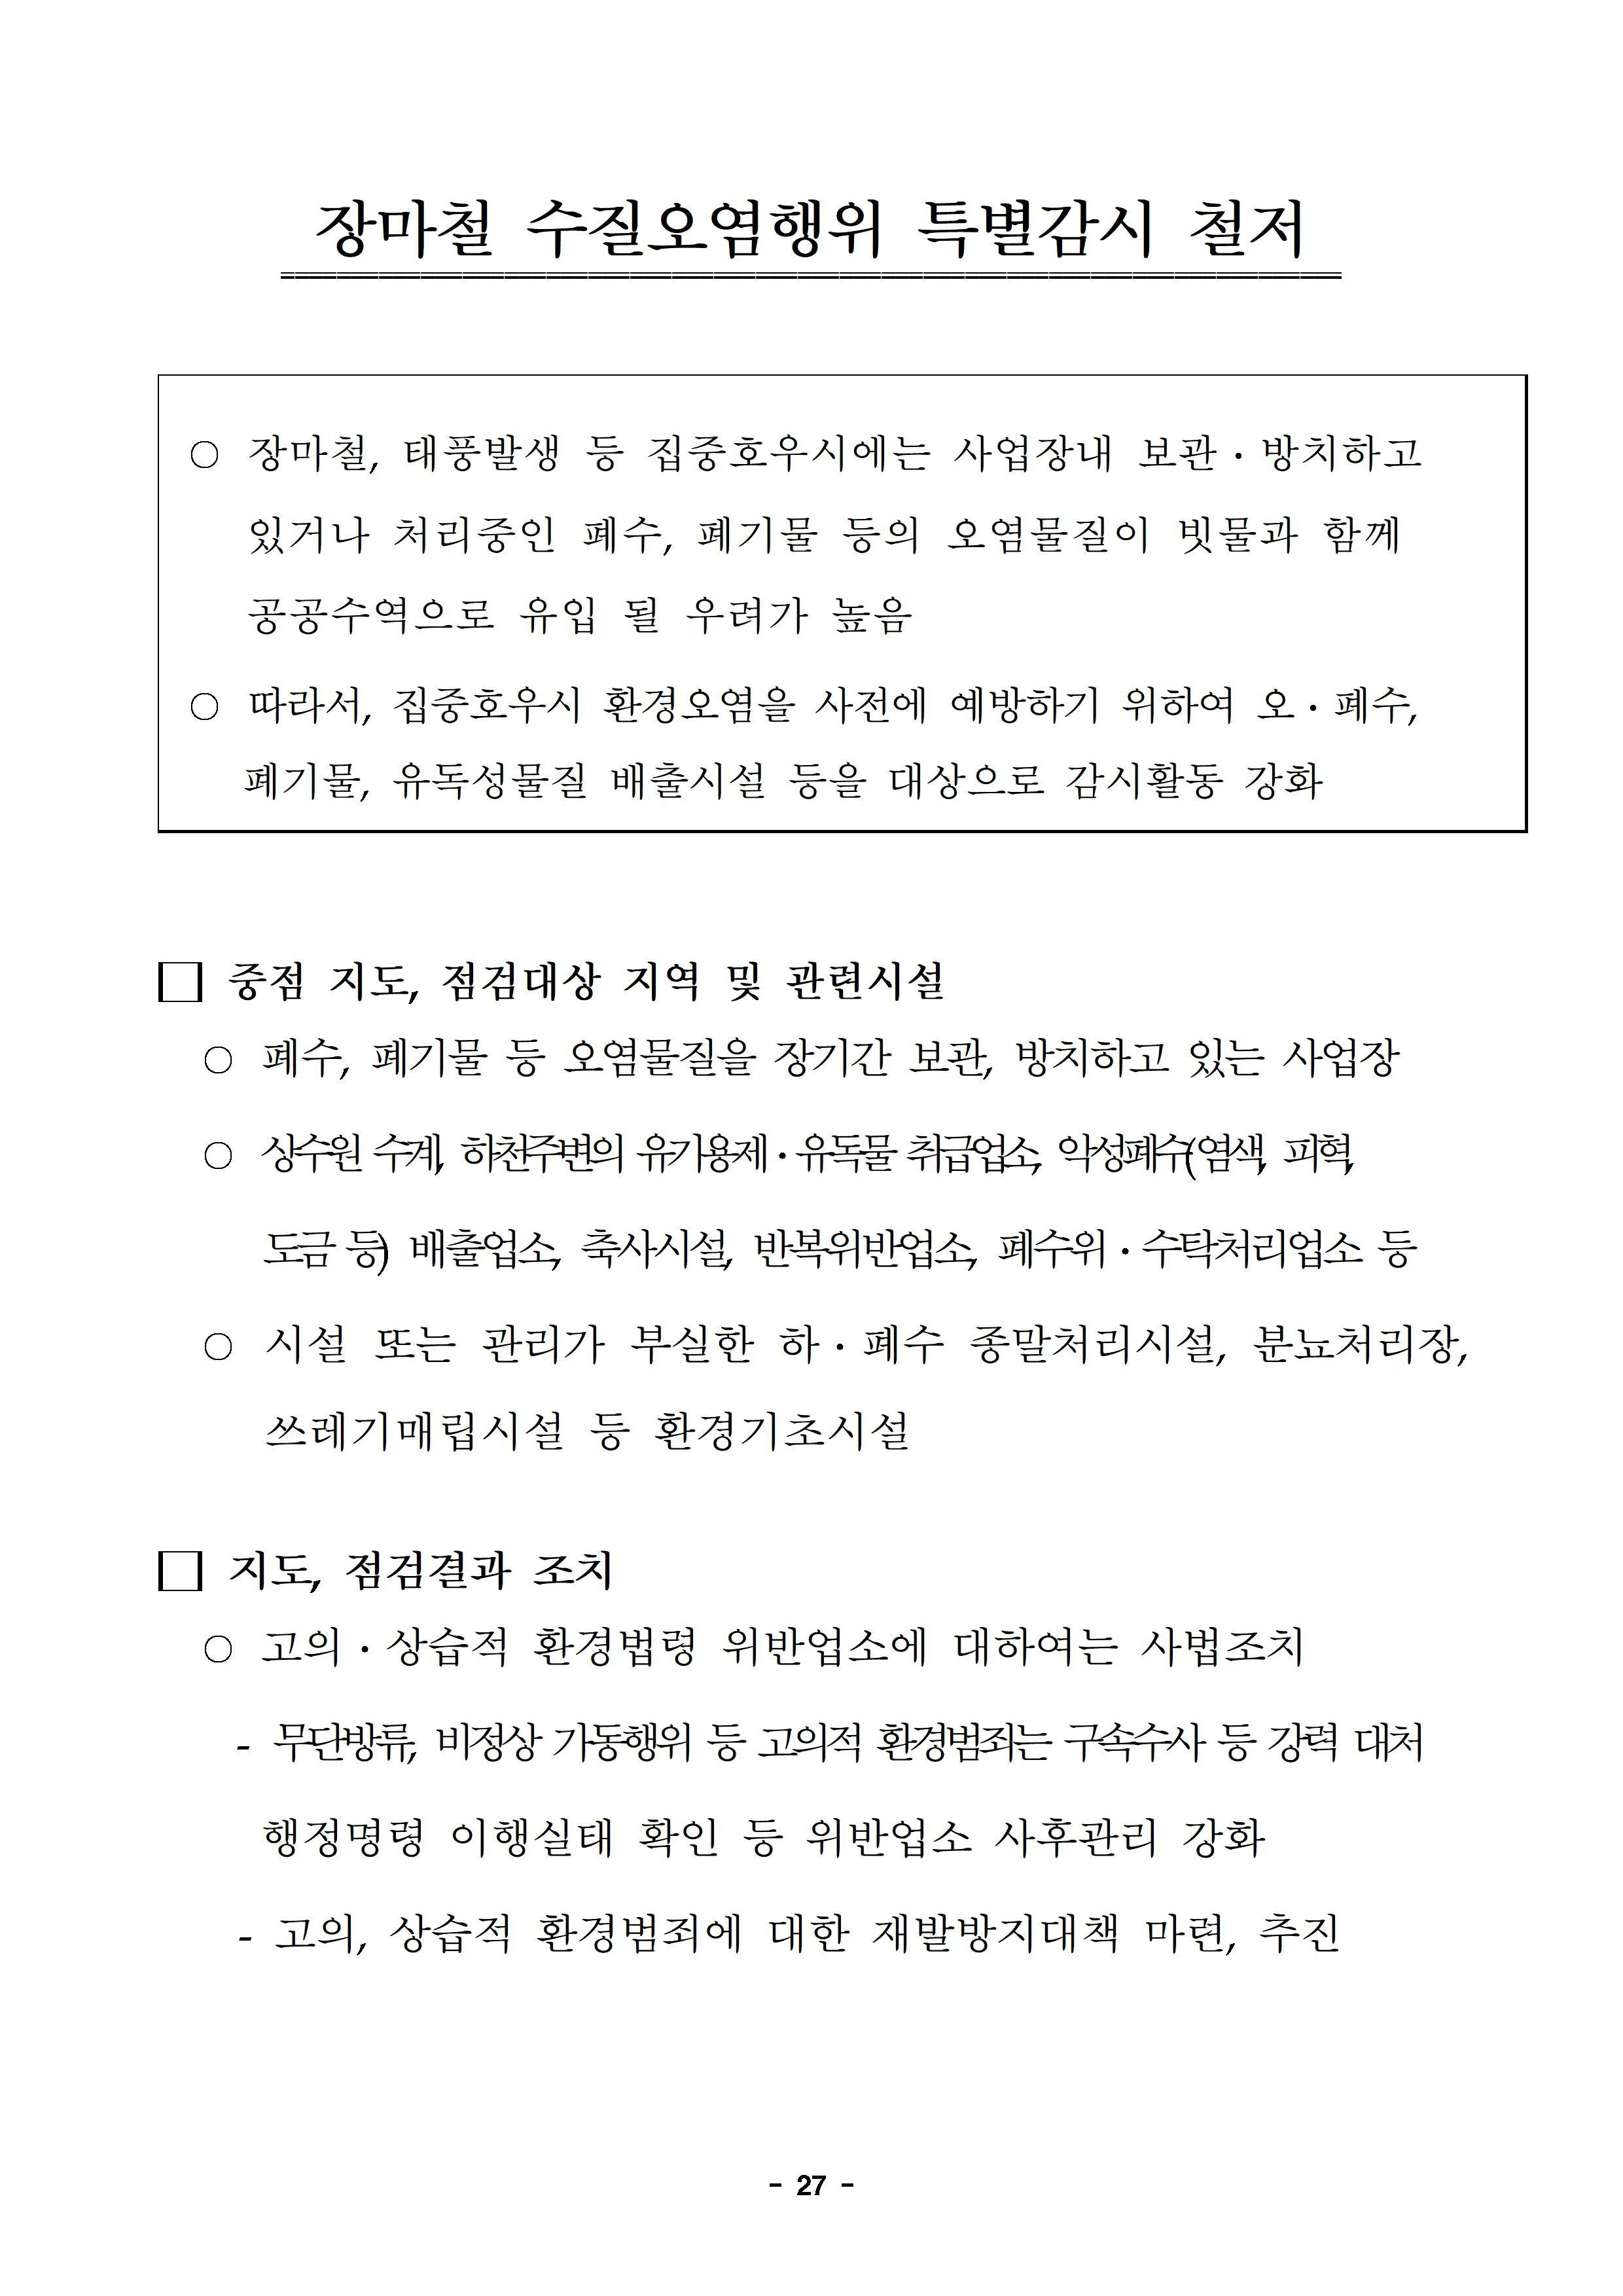 장마철 수질오염행위 특별감시 철저
○ 장마철, 태풍발생 등 집중호우시에는 사업장내 보관·방치하고
있거나 처리중인 폐수, 폐기물 등의 오염물질이 빗물과 함께
공공수역으로 유입 될 우려가 높음
○ 따라서, 집중호우시 환경오염을 사전에 예방하기 위하여 오·폐수,
폐기물, 유독성물질 배출시설 등을 대상으로 감시활동 강화
□ 중점 지도, 점검대상 지역 및 관련시설
○ 폐수, 폐기물 등 오염물질을 장기간 보관, 방치하고 있는 사업장
○ 상수원 수계, 하천주변의 유기용제·유독물 취급업소, 악성폐수(염색, 피혁,
도금 등) 배출업소, 축사시설, 반복위반업소, 폐수위·수탁처리업소 등
○ 시설 또는 관리가 부실한 하·폐수 종말처리시설, 분뇨처리장,
쓰레기매립시설 등 환경기초시설
□ 지도, 점검결과 조치
○ 고의·상습적 환경법령 위반업소에 대하여는 사법조치
- 무단방류, 비정상 가동행위 등 고의적 환경범죄는 구속수사 등 강력 대처
행정명령 이행실태 확인 등 위반업소 사후관리 강화
- 고의, 상습적 환경범죄에 대한 재발방지대책 마련, 추진
- 27 -